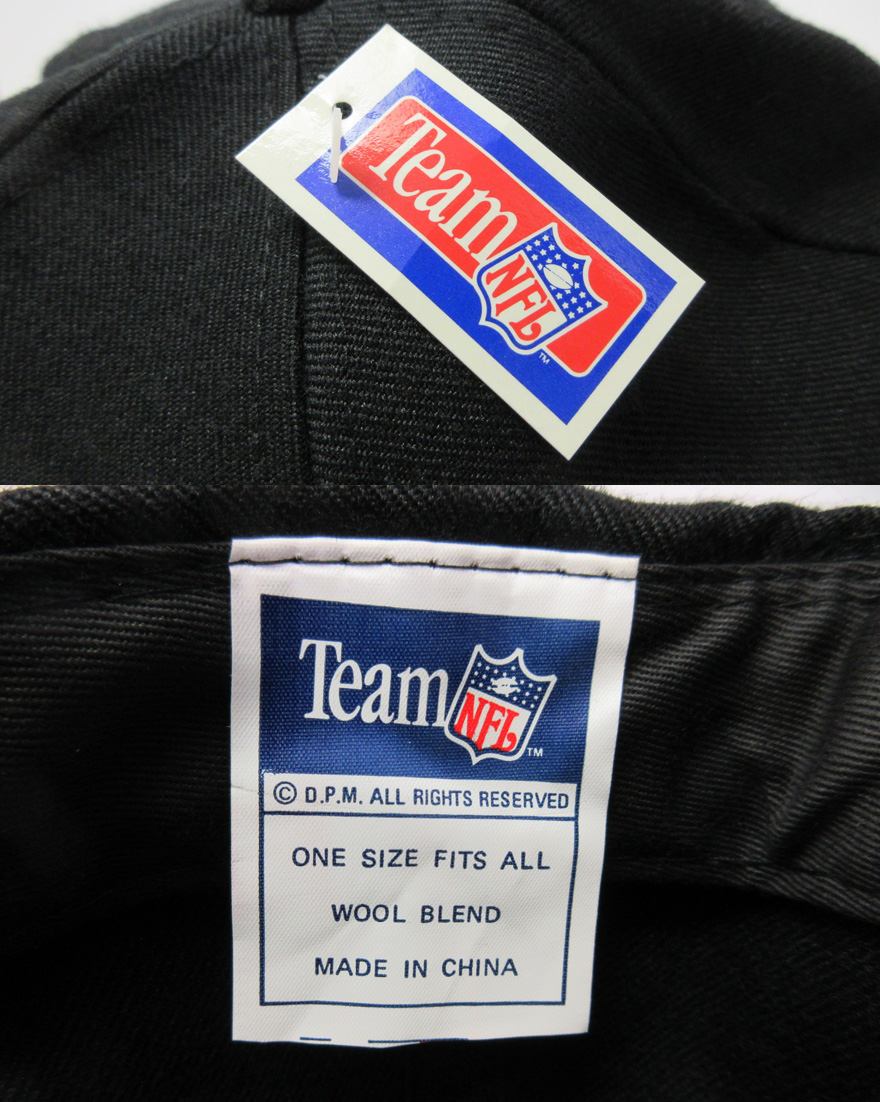 Team
NFL
TM
Team
NFL
TM
© D.P.M. ALL RIGHTS RESERVED
ONE SIZE FITS ALL
WOOL BLEND
MADE IN CHINA